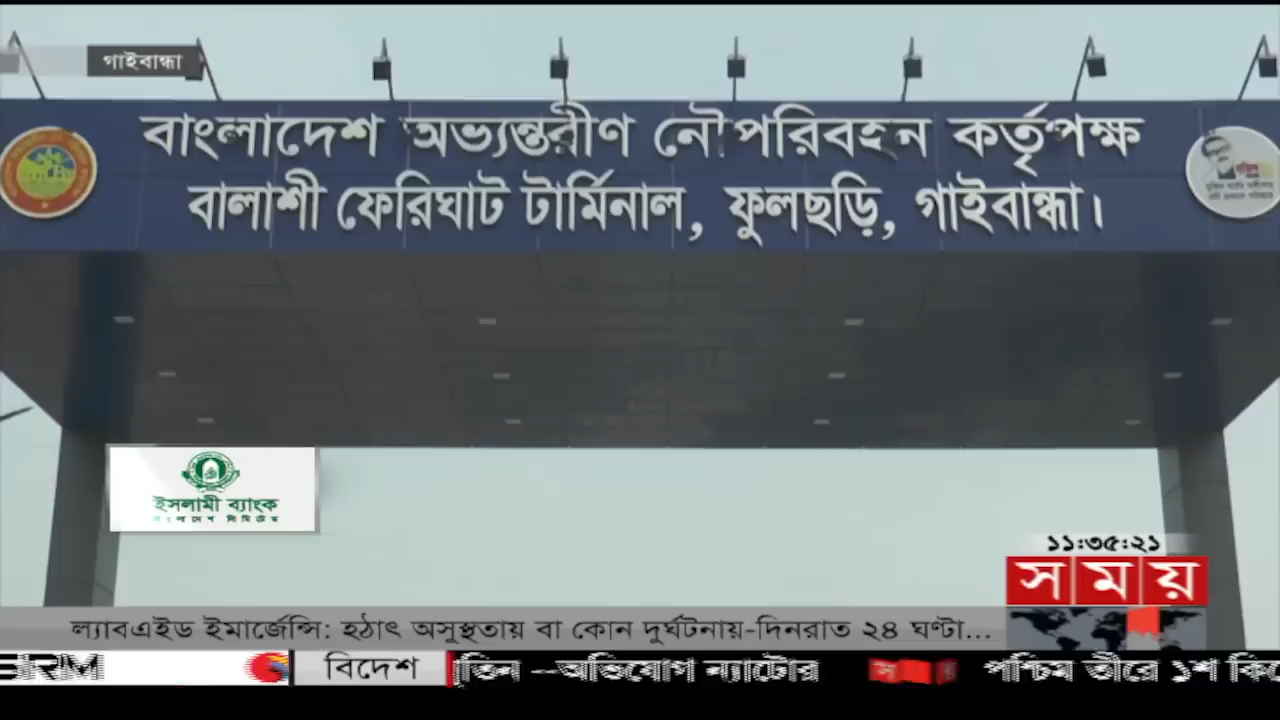 গাইবান্ধা
বাংলাদেশ অভ্যন্তরীণ নৌপরিবহন কর্তৃপক্ষ
বালাশী ফেরিঘাট টার্মিনাল, ফুলছড়ি, গাইবান্ধা।
ইসলামী ব্যাংক
বাংলাদেশ লিমিটেড
১১:৩৫:২১
সময়
ল্যাবএইড ইমার্জেন্সি: হঠাৎ অসুস্থতায় বা কোন দুর্ঘটনায়-দিনরাত ২৪ ঘণ্টা...
বিদেশ
–অভিযোগ ন্যাটোর
পশ্চিম তীরে ১শ